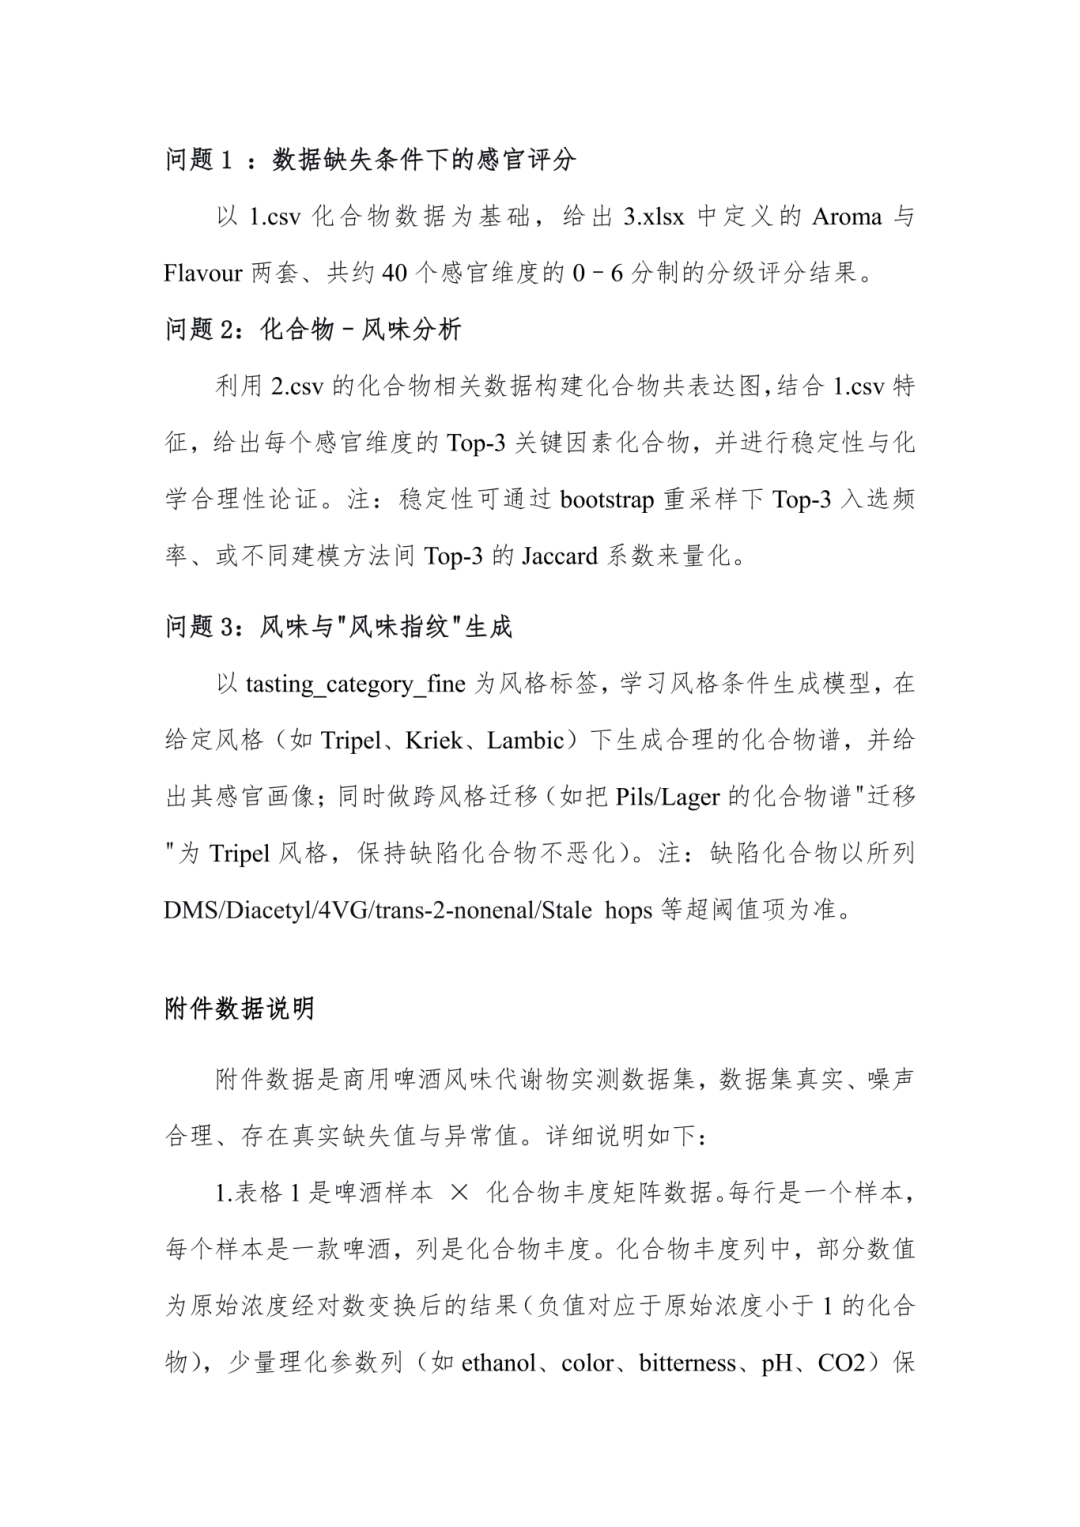 问题 1 ：数据缺失条件下的感官评分
以 1.csv 化合物数据为基础，给出 3.xlsx 中定义的 Aroma 与
Flavour 两套、共约 40 个感官维度的 0–6 分制的分级评分结果。
问题 2：化合物–风味分析
利用 2.csv 的化合物相关数据构建化合物共表达图，结合 1.csv 特
征，给出每个感官维度的 Top-3 关键因素化合物，并进行稳定性与化
学合理性论证。注：稳定性可通过 bootstrap 重采样下 Top-3 入选频
率、或不同建模方法间 Top-3 的 Jaccard 系数来量化。
问题 3：风味与"风味指纹"生成
以 tasting_category_fine 为风格标签，学习风格条件生成模型，在
给定风格（如 Tripel、Kriek、Lambic）下生成合理的化合物谱，并给
出其感官画像；同时做跨风格迁移（如把 Pils/Lager 的化合物谱"迁移
"为 Tripel 风格，保持缺陷化合物不恶化）。注：缺陷化合物以所列
DMS/Diacetyl/4VG/trans-2-nonenal/Stale hops 等超阈值项为准。
附件数据说明
附件数据是商用啤酒风味代谢物实测数据集，数据集真实、噪声
合理、存在真实缺失值与异常值。详细说明如下：
1.表格 1 是啤酒样本 × 化合物丰度矩阵数据。每行是一个样本，
每个样本是一款啤酒，列是化合物丰度。化合物丰度列中，部分数值
为原始浓度经对数变换后的结果（负值对应于原始浓度小于 1 的化合
物），少量理化参数列（如 ethanol、color、bitterness、pH、CO2）保